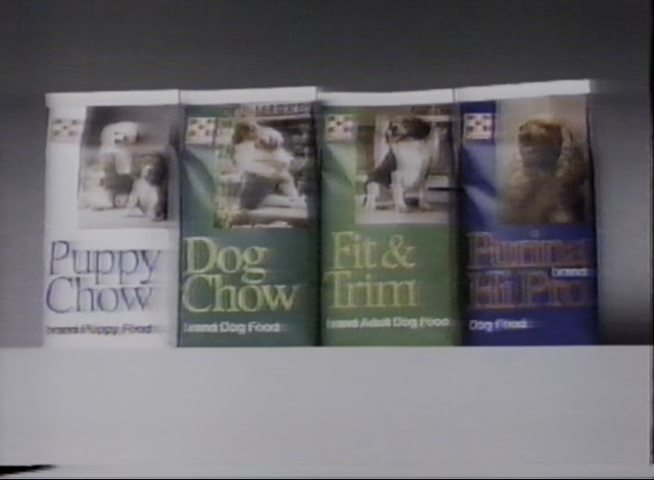 Puppy
Chow
brand Puppy Food
Dog
Chow
brand Dog Food
Fit &
Trim
brand Adult Dog Food
Purina
brand
Hi Pro
Dog Food